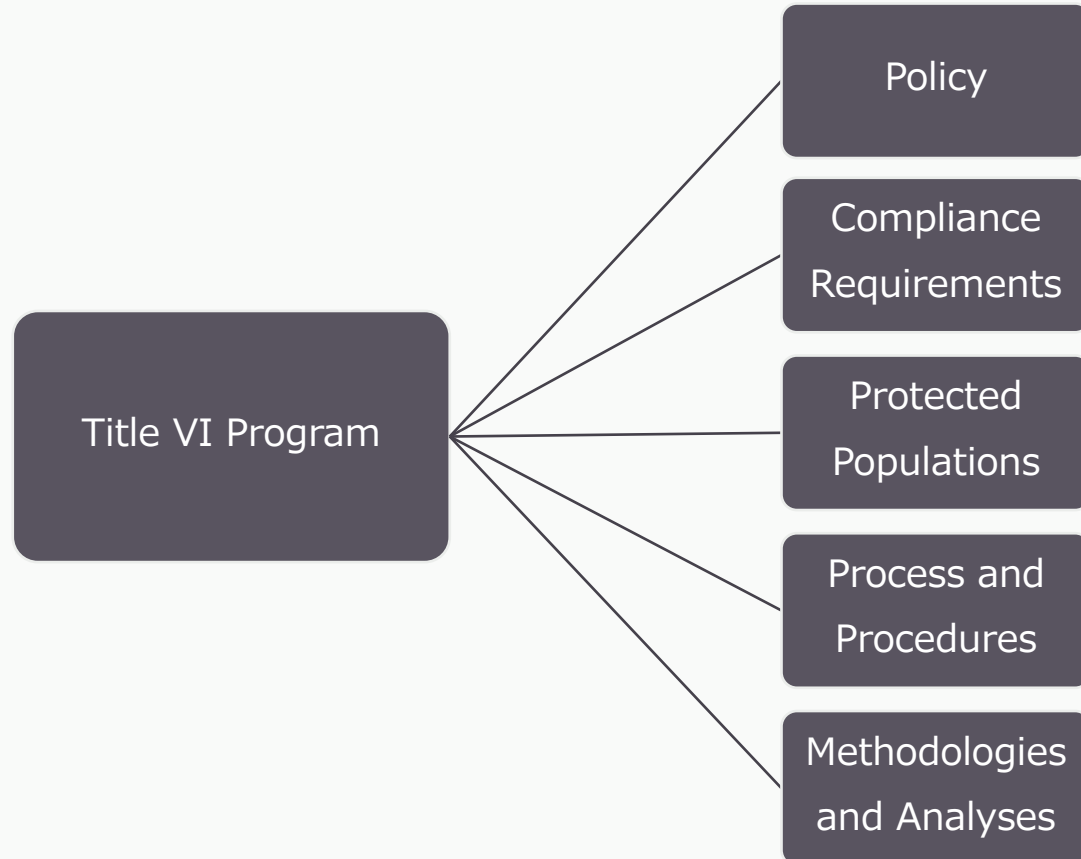 Title VI Program
Policy
Compliance
Requirements
Protected
Populations
Process and
Procedures
Methodologies
and Analyses